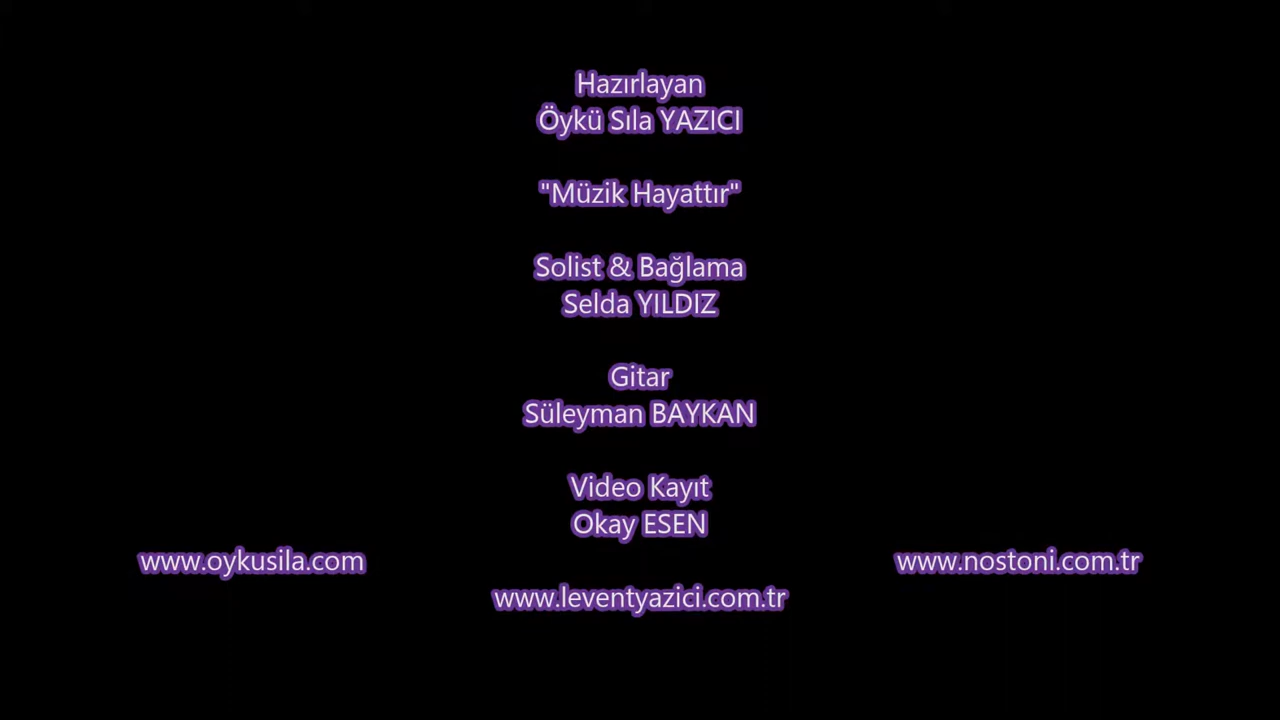 Hazırlayan
Öykü Sıla YAZICI
"Müzik Hayattır"
Solist & Bağlama
Selda YILDIZ
Gitar
Süleyman BAYKAN
Video Kayıt
Okay ESEN
www.oykusila.com
www.nostoni.com.tr
www.leventyazici.com.tr